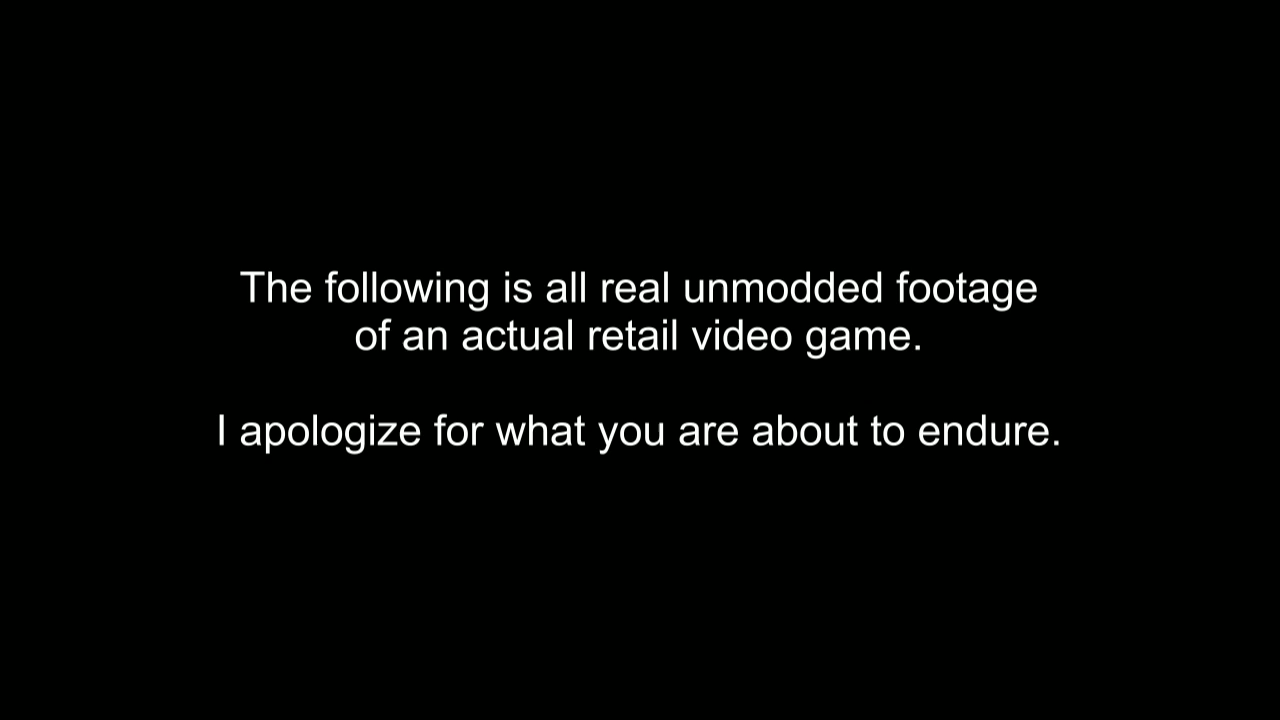 The following is all real unmodded footage
of an actual retail video game.
I apologize for what you are about to endure.